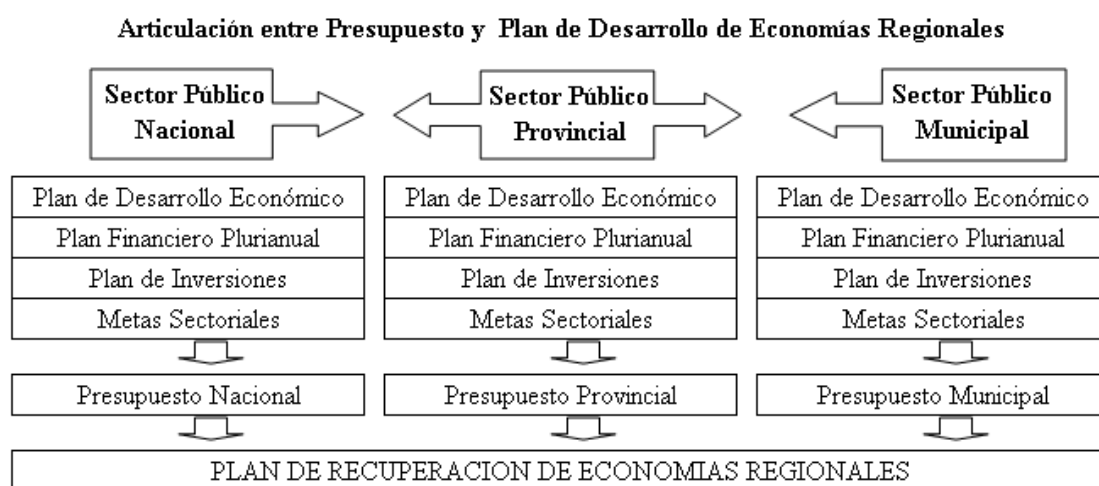 Articulación entre Presupuesto y Plan de Desarrollo de Economías Regionales
Sector Público
Nacional
Sector Público
Provincial
Sector Público
Municipal
Plan de Desarrollo Económico
Plan Financiero Plurianual
Plan de Inversiones
Metas Sectoriales
Presupuesto Nacional
Plan de Desarrollo Económico
Plan Financiero Plurianual
Plan de Inversiones
Metas Sectoriales
Presupuesto Provincial
Plan de Desarrollo Económico
Plan Financiero Plurianual
Plan de Inversiones
Metas Sectoriales
Presupuesto Municipal
PLAN DE RECUPERACION DE ECONOMIAS REGIONALES